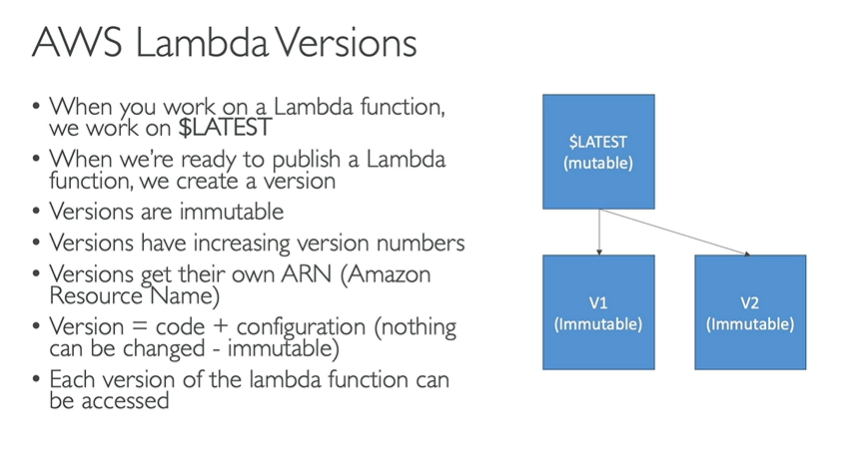 AWS Lambda Versions
• When you work on a Lambda function,
we work on $LATEST
• When we're ready to publish a Lambda
function, we create a version
• Versions are immutable
• Versions have increasing version numbers
• Versions get their own ARN (Amazon
Resource Name)
• Version = code + configuration (nothing
can be changed - immutable)
• Each version of the lambda function can
be accessed
$LATEST
(mutable)
V1
(Immutable)
V2
(Immutable)